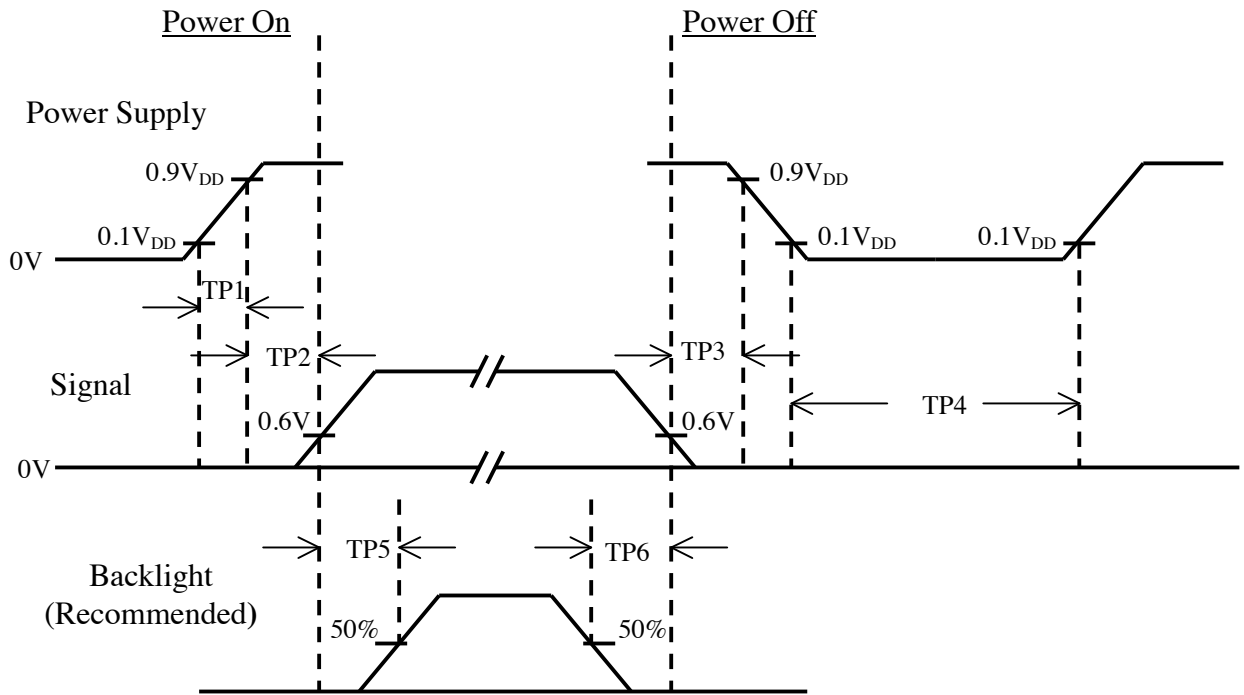 Power On
Power Off
Power Supply
0.9VDD
0.9VDD
0.1VDD
0.1VDD
0.1VDD
0V
TP1
TP2
TP3
Signal
TP4
0.6V
0.6V
0V
TP5
TP6
Backlight
(Recommended)
50%
50%